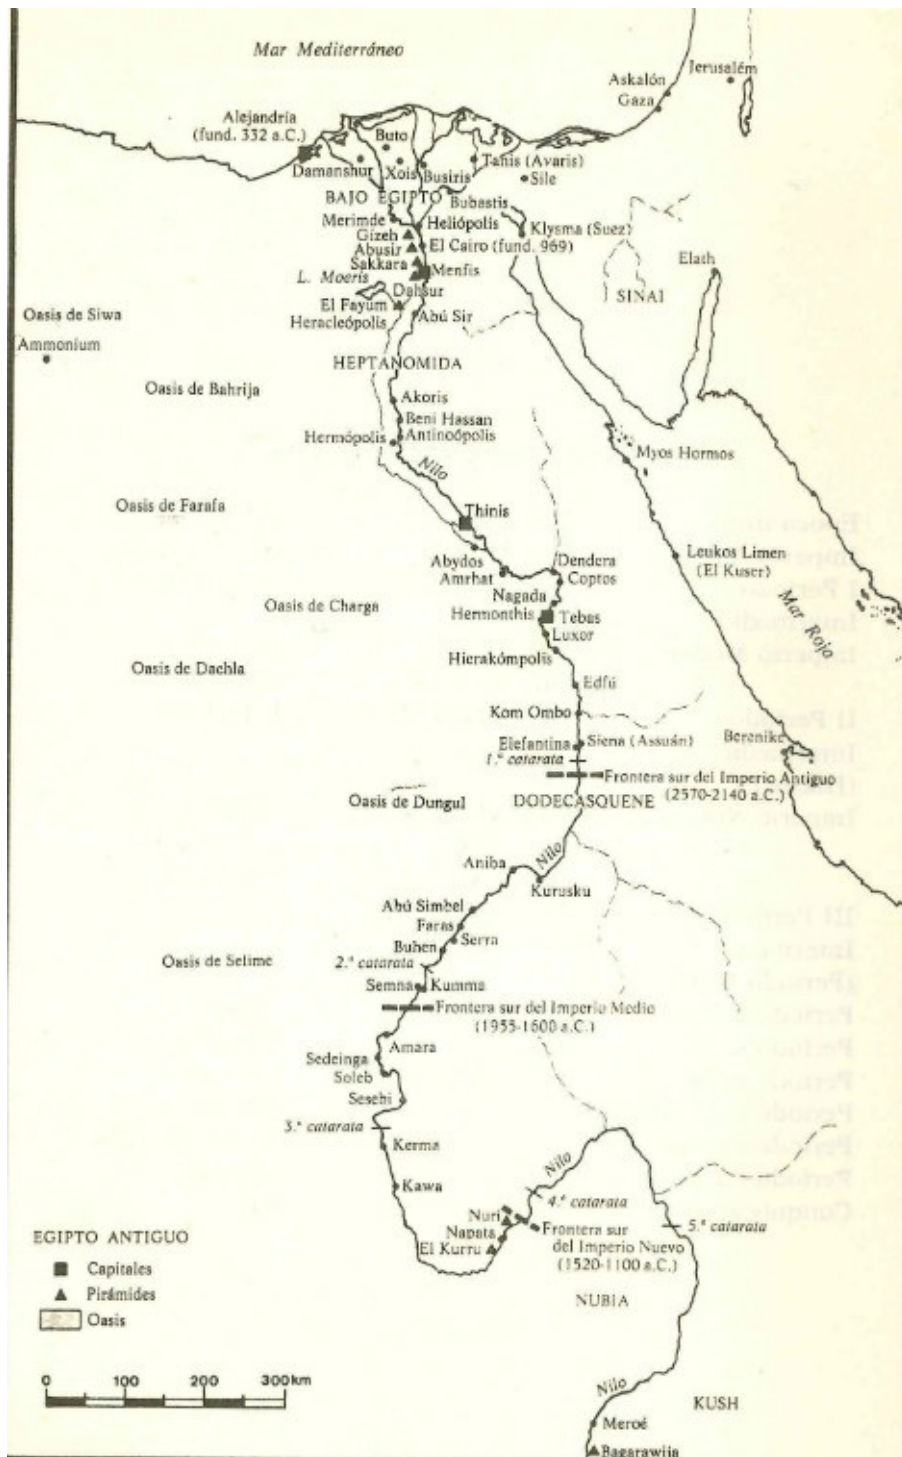 Mar Mediterráneo
Jerusalém
Askalón
Gaza
Alejandría
(fund. 332 a.C.)
Buto
Damanshur
Xois
Busiris
Tanis (Avaris)
Sile
BAJO EGIPTO
Bubastis
Merimde
Heliópolis
Klysma (Suez)
Gizeh
Abusir
El Cairo (fund. 969)
Sakkara
Menfis
Elath
L. Moeris
Dahsur
SINAI
El Fayum
Heracleópolis
Abú Sir
Oasis de Siwa
Ammonium
HEPTANOMIDA
Oasis de Bahrija
Akoris
Beni Hassan
Hermópolis
Antinoópolis
Myos Hormos
Nilo
Oasis de Farafa
Thinis
Abydos
Amrhat
Dendera
Coptos
Leukos Limen
(El Kuser)
Mar Rojo
Nagada
Oasis de Charga
Hermonthis
Tebas
Luxor
Hierakómpolis
Oasis de Dachla
Edfú
Kom Ombo
Elefantina
Siena (Assuán)
Berenike
1.ª catarata
Frontera sur del Imperio Antiguo
(2570-2140 a.C.)
Oasis de Dungul
DODECASQUENE
Nilo
Aniba
Kurusku
Abú Simbel
Faras
Serra
Buhen
Oasis de Selime
2.ª catarata
Semna
Kumma
Frontera sur del Imperio Medio
(1955-1600 a.C.)
Amara
Sedeinga
Soleb
Sesebi
3.ª catarata
Kerma
Nilo
Kawa
4.ª catarata
Nuri
Napata
El Kurru
Frontera sur
del Imperio Nuevo
(1520-1100 a.C.)
5.ª catarata
EGIPTO ANTIGUO
Capitales
Pirámides
Oasis
NUBIA
0 100 200 300 km
Nilo
KUSH
Meroé
Bagarawija